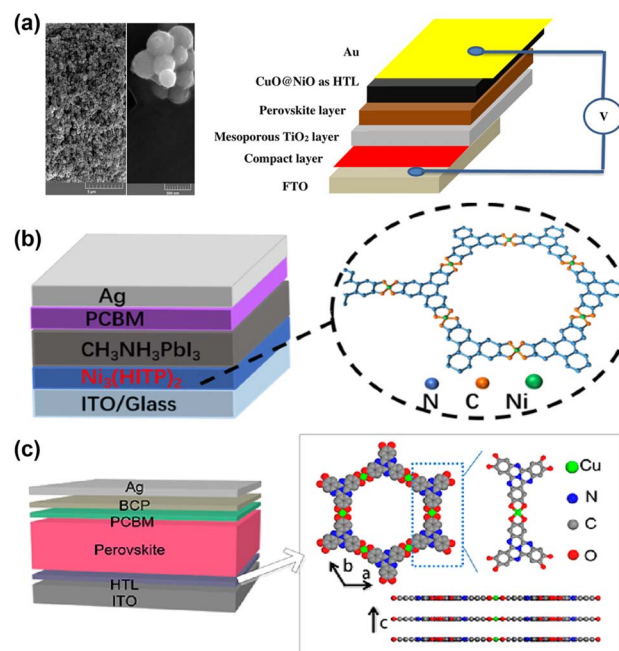 (a)
Au
CuO@NiO as HTL
Perovskite layer
Mesoporous TiO₂ layer
Compact layer
FTO
V
(b)
Ag
PCBM
CH₃NH₃PbI₃
Ni₃(HITP)₂
ITO/Glass
N C Ni
(c)
Ag
BCP
PCBM
Perovskite
HTL
ITO
Cu
N
C
O
b
a
c